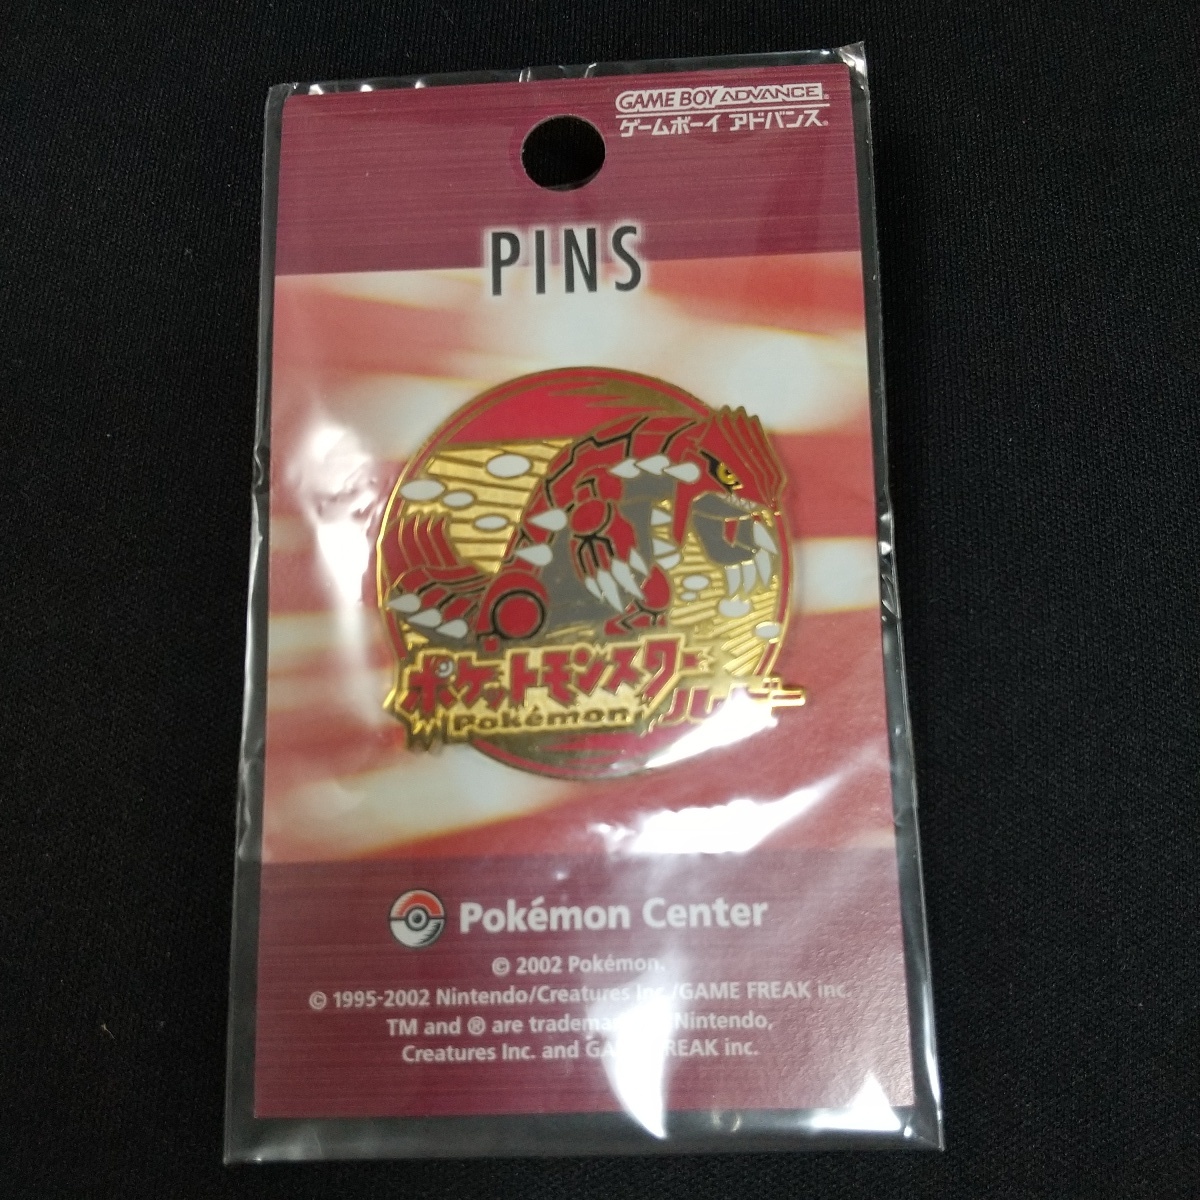 GAME BOY ADVANCE
ゲームボーイ アドバンス®
PINS
ポケットモンスター
Pokémon ルビー
Pokémon Center
© 2002 Pokémon.
© 1995-2002 Nintendo/Creatures Inc./GAME FREAK inc.
TM and ® are Nintendo,
Creatures Inc. and inc.